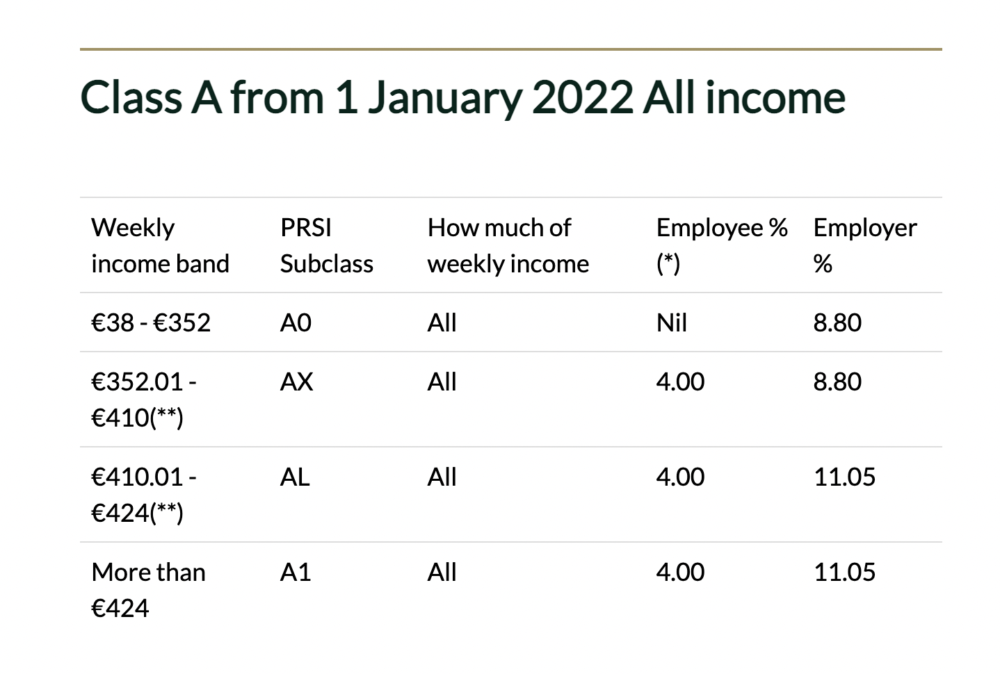 Class A from 1 January 2022 All income
Weekly income band | PRSI Subclass | How much of weekly income | Employee % (*) | Employer %
€38 - €352 | A0 | All | Nil | 8.80
€352.01 - €410(**) | AX | All | 4.00 | 8.80
€410.01 - €424(**) | AL | All | 4.00 | 11.05
More than €424 | A1 | All | 4.00 | 11.05